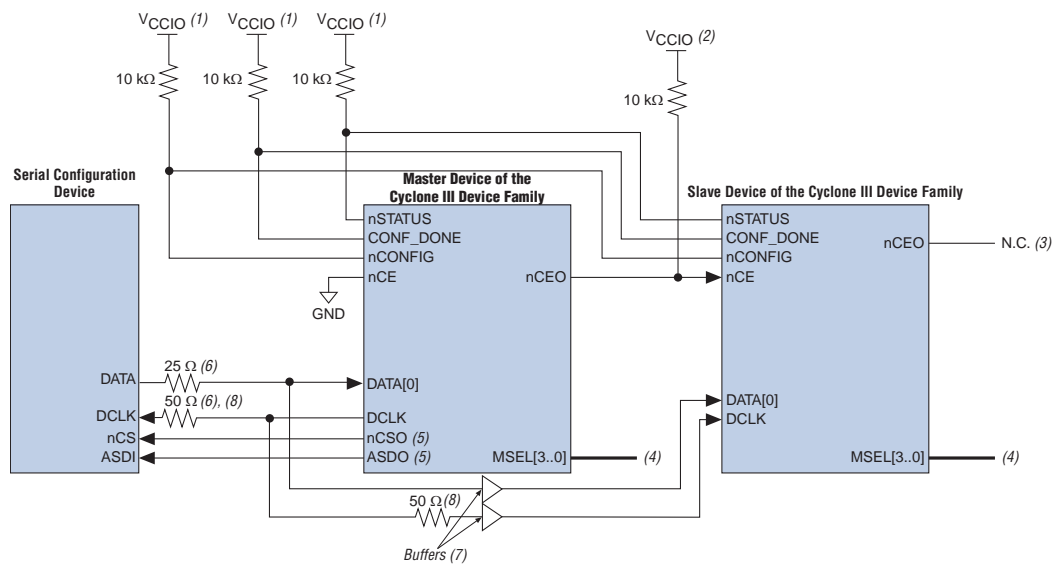 VCCIO (1) VCCIO (1) VCCIO (1)
VCCIO (2)
10 kΩ 10 kΩ 10 kΩ
10 kΩ
Serial Configuration
Device
Master Device of the
Cyclone III Device Family
Slave Device of the Cyclone III Device Family
nSTATUS
CONF_DONE
nCONFIG
nCE
nCEO
GND
nSTATUS
CONF_DONE
nCONFIG
nCE
nCEO
N.C. (3)
DATA
DCLK
nCS
ASDI
25 Ω (6)
50 Ω (6), (8)
DATA[0]
DCLK
nCSO (5)
ASDO (5)
MSEL[3..0]
(4)
DATA[0]
DCLK
MSEL[3..0]
(4)
50 Ω (8)
Buffers (7)